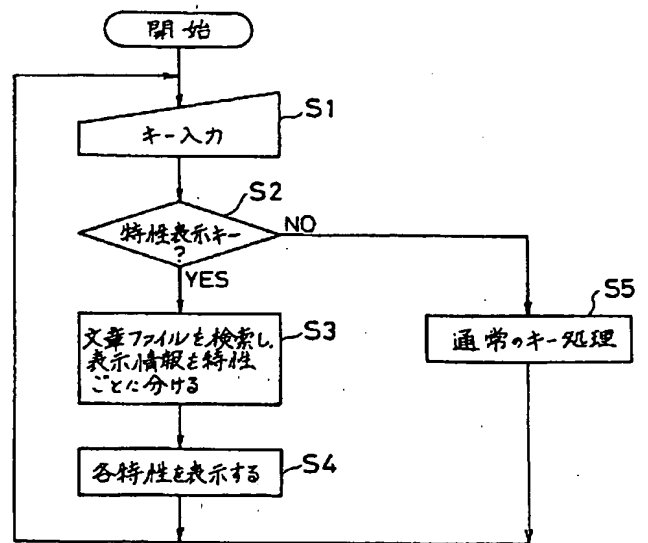 開始
S1
キー入力
S2
特性表示キー
?
NO
YES
S5
通常のキー処理
S3
文章ファイルを検索し、
表示情報を特性
ごとに分ける
各特性を表示する
S4